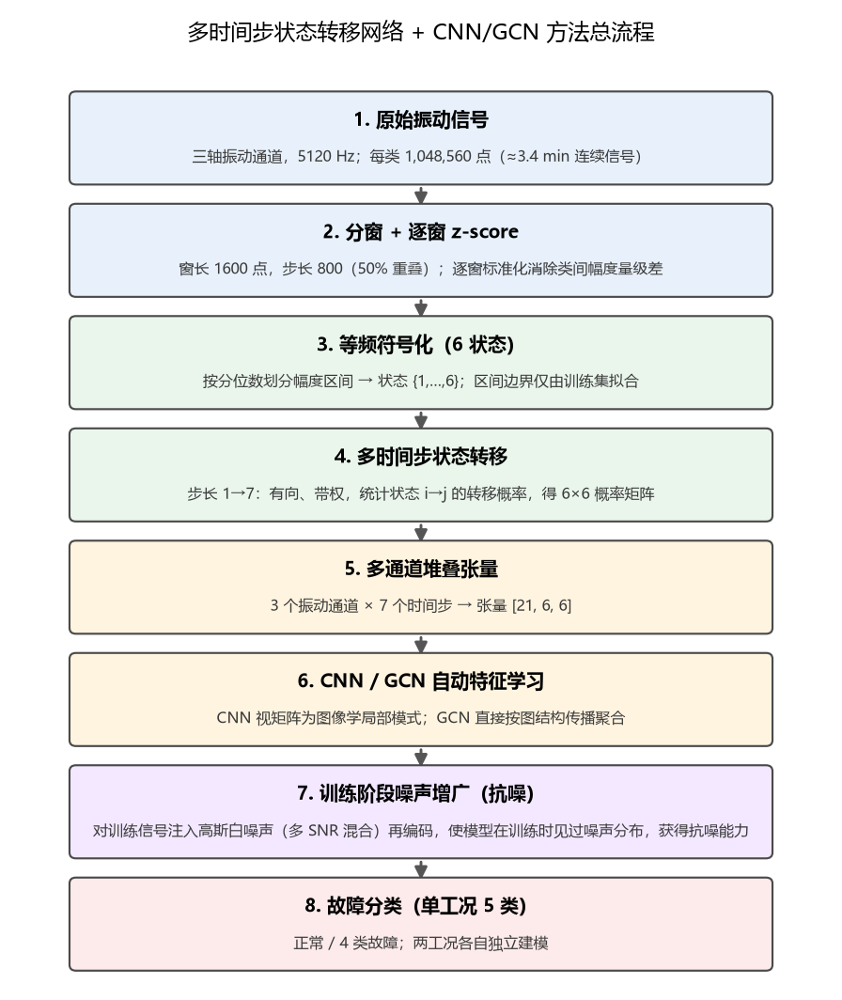 多时间步状态转移网络 + CNN/GCN 方法总流程
1. 原始振动信号
三轴振动通道，5120 Hz；每类 1,048,560 点（≈3.4 min 连续信号）
2. 分窗 + 逐窗 z-score
窗长 1600 点，步长 800（50% 重叠）；逐窗标准化消除类间幅度量级差
3. 等频符号化（6 状态）
按分位数划分幅度区间 → 状态 {1,...,6}；区间边界仅由训练集拟合
4. 多时间步状态转移
步长 1→7：有向、带权，统计状态 i→j 的转移概率，得 6×6 概率矩阵
5. 多通道堆叠张量
3 个振动通道 × 7 个时间步 → 张量 [21, 6, 6]
6. CNN / GCN 自动特征学习
CNN 视矩阵为图像学局部模式；GCN 直接按图结构传播聚合
7. 训练阶段噪声增广（抗噪）
对训练信号注入高斯白噪声（多 SNR 混合）再编码，使模型在训练时见过噪声分布，获得抗噪能力
8. 故障分类（单工况 5 类）
正常 / 4 类故障；两工况各自独立建模